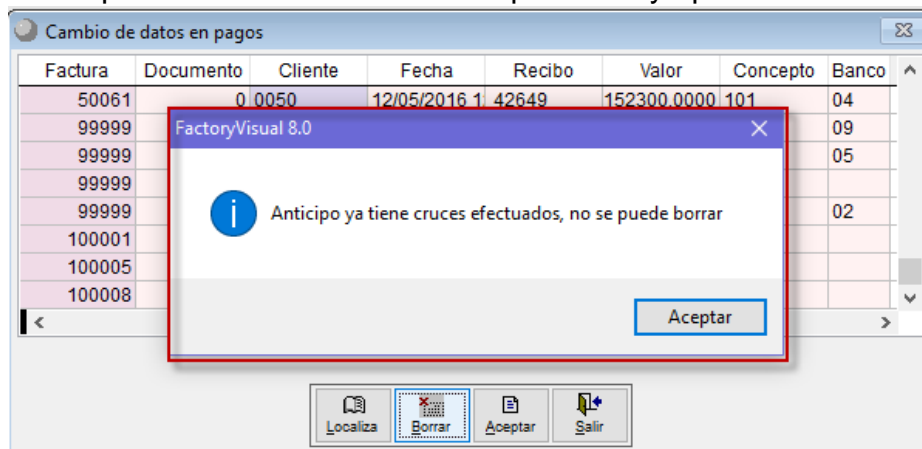 Cambio de datos en pagos
Factura Documento Cliente Fecha Recibo Valor Concepto Banco
50061 0 0050 12/05/2016 1: 42649 152300.0000 101 04
99999 09
99999 05
99999
99999 02
100001
100005
100008
FactoryVisual 8.0
Anticipo ya tiene cruces efectuados, no se puede borrar
Aceptar
Localiza Borrar Aceptar Salir